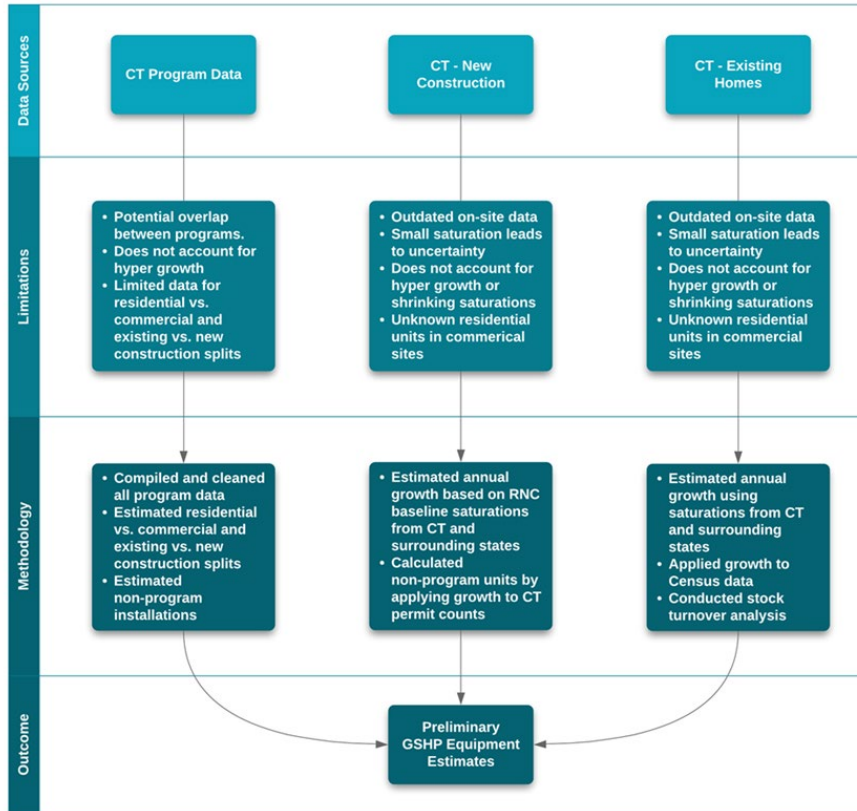 Data Sources
CT Program Data
CT - New
Construction
CT - Existing
Homes
Limitations
• Potential overlap
between programs.
• Does not account for
hyper growth
• Limited data for
residential vs.
commercial and
existing vs. new
construction splits
• Outdated on-site data
• Small saturation leads
to uncertainty
• Does not account for
hyper growth or
shrinking saturations
• Unknown residential
units in commerical
sites
• Outdated on-site data
• Small saturation leads
to uncertainty
• Does not account for
hyper growth or
shrinking saturations
• Unknown residential
units in commercial
sites
Methodology
• Compiled and cleaned
all program data
• Estimated residential
vs. commercial and
existing vs. new
construction splits
• Estimated
non-program
installations
• Estimated annual
growth based on RNC
baseline saturations
from CT and
surrounding states
• Calculated
non-program units by
applying growth to CT
permit counts
• Estimated annual
growth using
saturations from CT
and surrounding
states
• Applied growth to
Census data
• Conducted stock
turnover analysis
Outcome
Preliminary
GSHP Equipment
Estimates